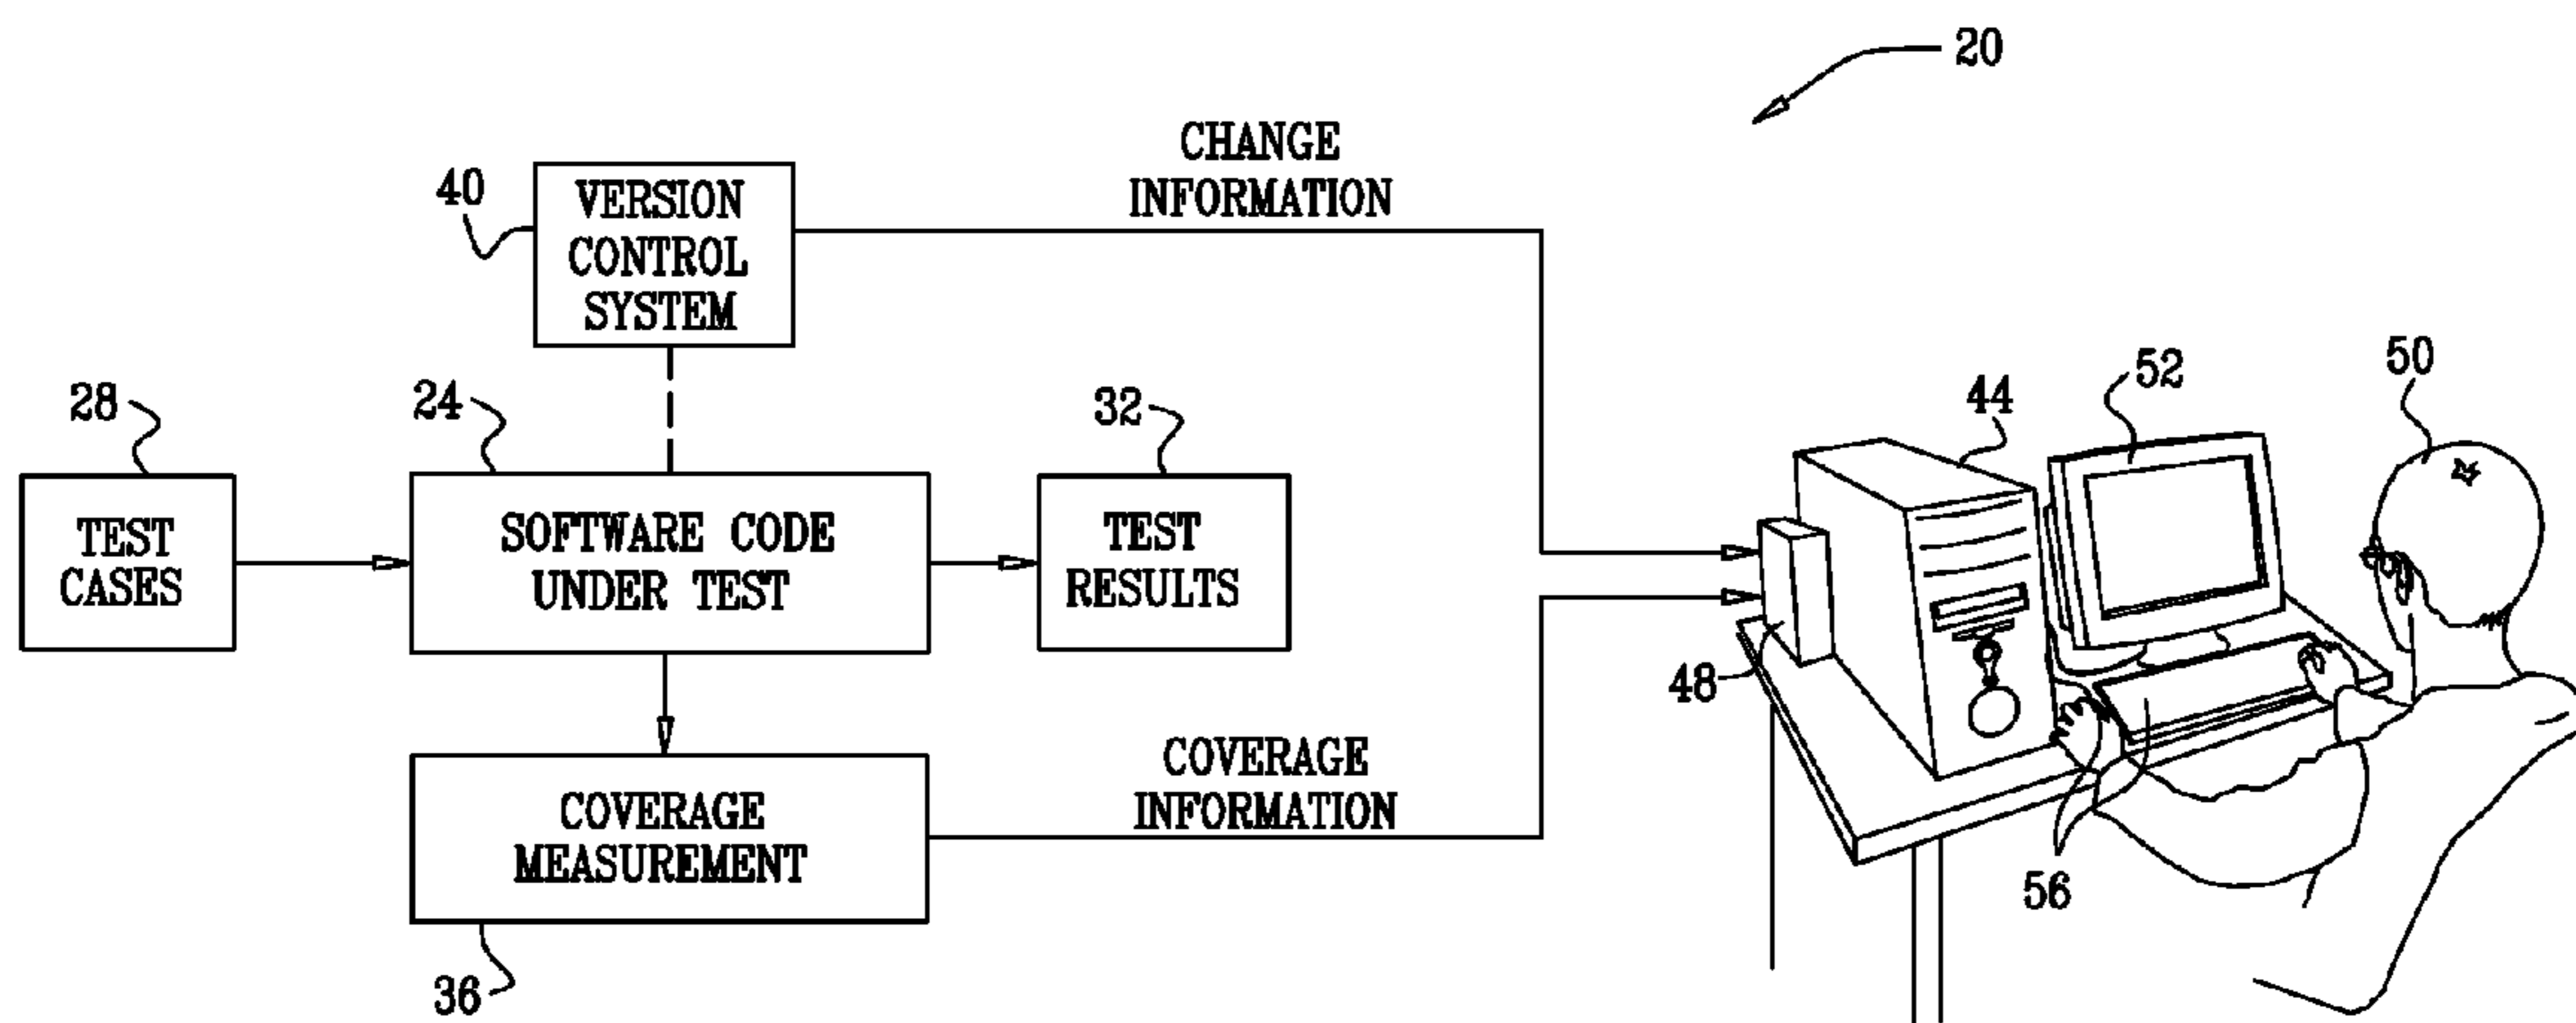 20
CHANGE
INFORMATION
40
VERSION
CONTROL
SYSTEM
28
24
32
44
52
50
TEST
CASES
SOFTWARE CODE
UNDER TEST
TEST
RESULTS
48
COVERAGE
MEASUREMENT
COVERAGE
INFORMATION
56
36